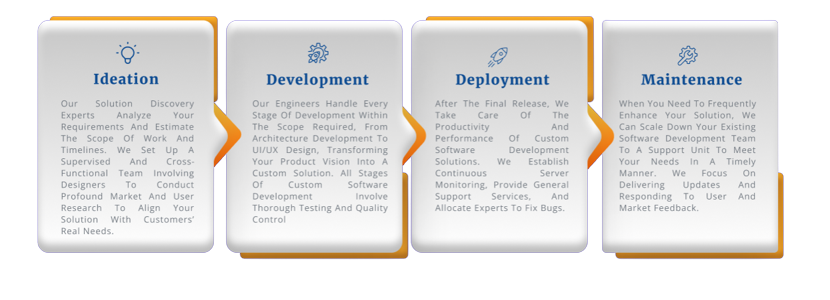 Ideation
Our Solution Discovery
Experts Analyze Your
Requirements And Estimate
The Scope Of Work And
Timelines. We Set Up A
Supervised And Cross-
Functional Team Involving
Designers To Conduct
Profound Market And User
Research To Align Your
Solution With Customers'
Real Needs.
Development
Our Engineers Handle Every
Stage Of Development Within
The Scope Required, From
Architecture Development To
UI/UX Design, Transforming
Your Product Vision Into A
Custom Solution. All Stages
Of Custom Software
Development Involve
Thorough Testing And Quality
Control
Deployment
After The Final Release, We
Take Care Of The
Productivity And
Performance Of Custom
Software Development
Solutions. We Establish
Continuous Server
Monitoring, Provide General
Support Services, And
Allocate Experts To Fix Bugs.
Maintenance
When You Need To Frequently
Enhance Your Solution, We
Can Scale Down Your Existing
Software Development Team
To A Support Unit To Meet
Your Needs In A Timely
Manner. We Focus On
Delivering Updates And
Responding To User And
Market Feedback.